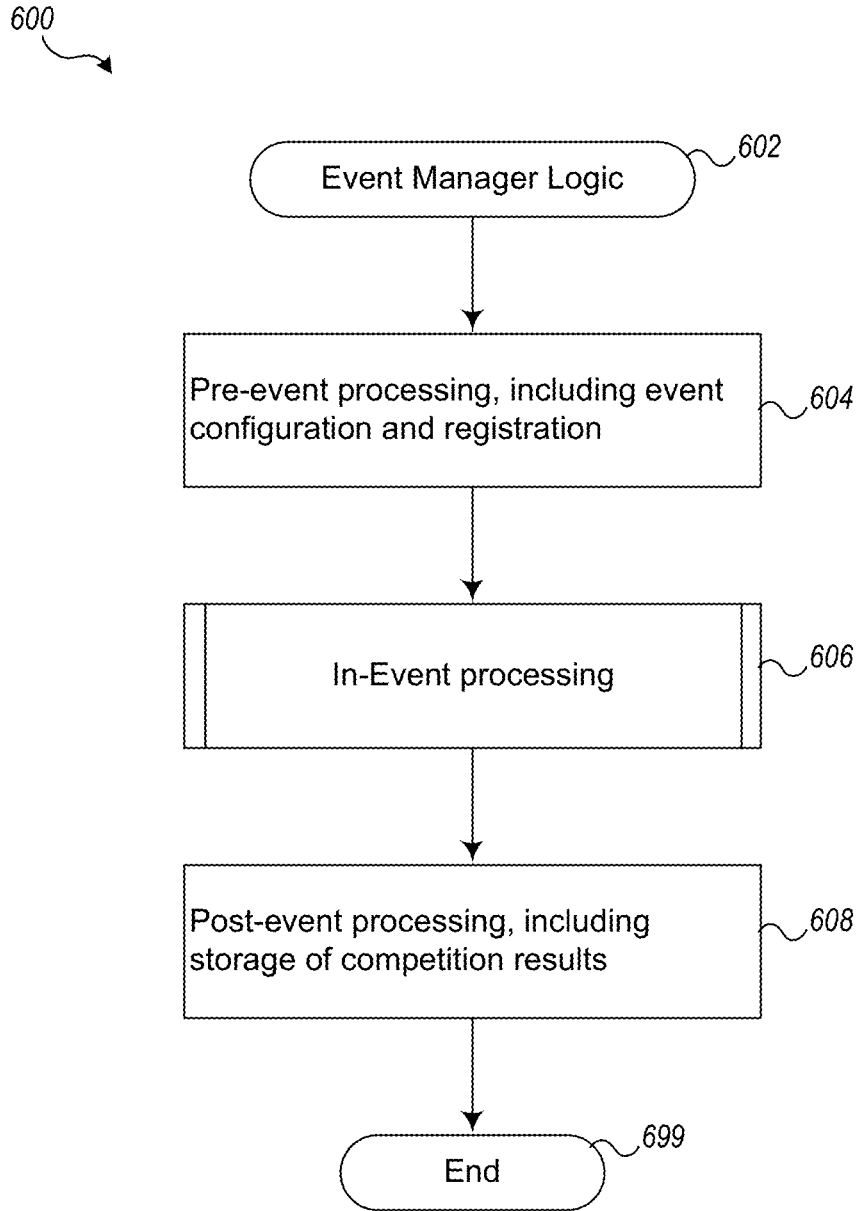 600
602
Event Manager Logic
Pre-event processing, including event
configuration and registration
604
In-Event processing
606
Post-event processing, including
storage of competition results
608
699
End